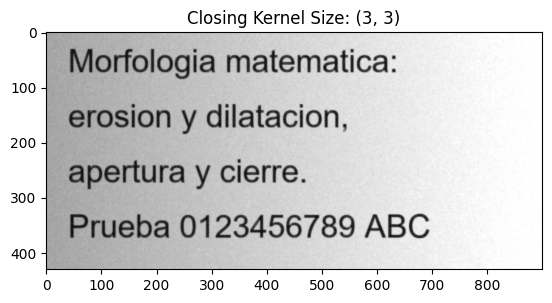 Closing Kernel Size: (3, 3)
0
Morfologia matematica:
100
erosion y dilatacion,
200
apertura y cierre.
300
Prueba 0123456789 ABC
400
0 100 200 300 400 500 600 700 800